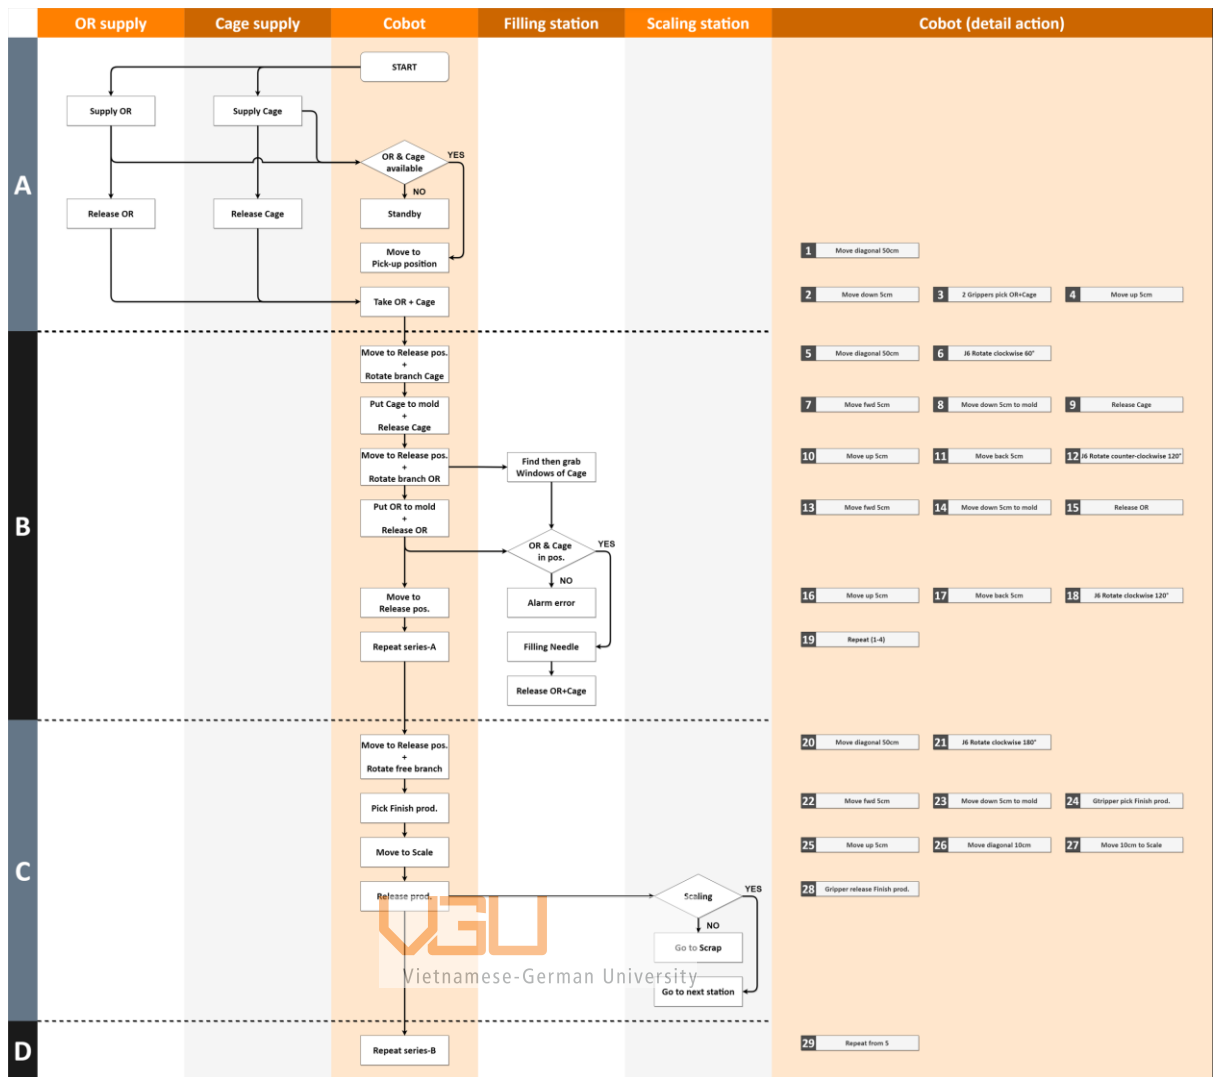 OR supply
Cage supply
Cobot
Filling station
Scaling station
Cobot (detail action)
A
START
Supply OR
Supply Cage
OR & Cage
available
YES
NO
Release OR
Release Cage
Standby
Move to
Pick-up position
1 Move diagonal 50cm
Take OR + Cage
2 Move down 5cm
3 2 Grippers pick OR+Cage
4 Move up 5cm
B
Move to Release pos.
+
Rotate branch Cage
5 Move diagonal 50cm
6 J6 Rotate clockwise 60°
Put Cage to mold
+
Release Cage
7 Move fwd 5cm
8 Move down 5cm to mold
9 Release Cage
Move to Release pos.
+
Rotate branch OR
Find then grab
Windows of Cage
10 Move up 5cm
11 Move back 5cm
12 J6 Rotate counter-clockwise 120°
Put OR to mold
+
Release OR
13 Move fwd 5cm
14 Move down 5cm to mold
15 Release OR
OR & Cage
in pos.
YES
NO
Move to
Release pos.
Alarm error
16 Move up 5cm
17 Move back 5cm
18 J6 Rotate clockwise 120°
Repeat series-A
Filling Needle
19 Repeat (1-4)
Release OR+Cage
C
Move to Release pos.
+
Rotate free branch
20 Move diagonal 50cm
21 J6 Rotate clockwise 180°
Pick Finish prod.
22 Move fwd 5cm
23 Move down 5cm to mold
24 Gtripper pick Finish prod.
Move to Scale
25 Move up 5cm
26 Move diagonal 10cm
27 Move 10cm to Scale
Release prod.
Scaling
YES
NO
28 Gripper release Finish prod.
Go to Scrap
VGU
Vietnamese-German University
Go to next station
D
Repeat series-B
29 Repeat from 5